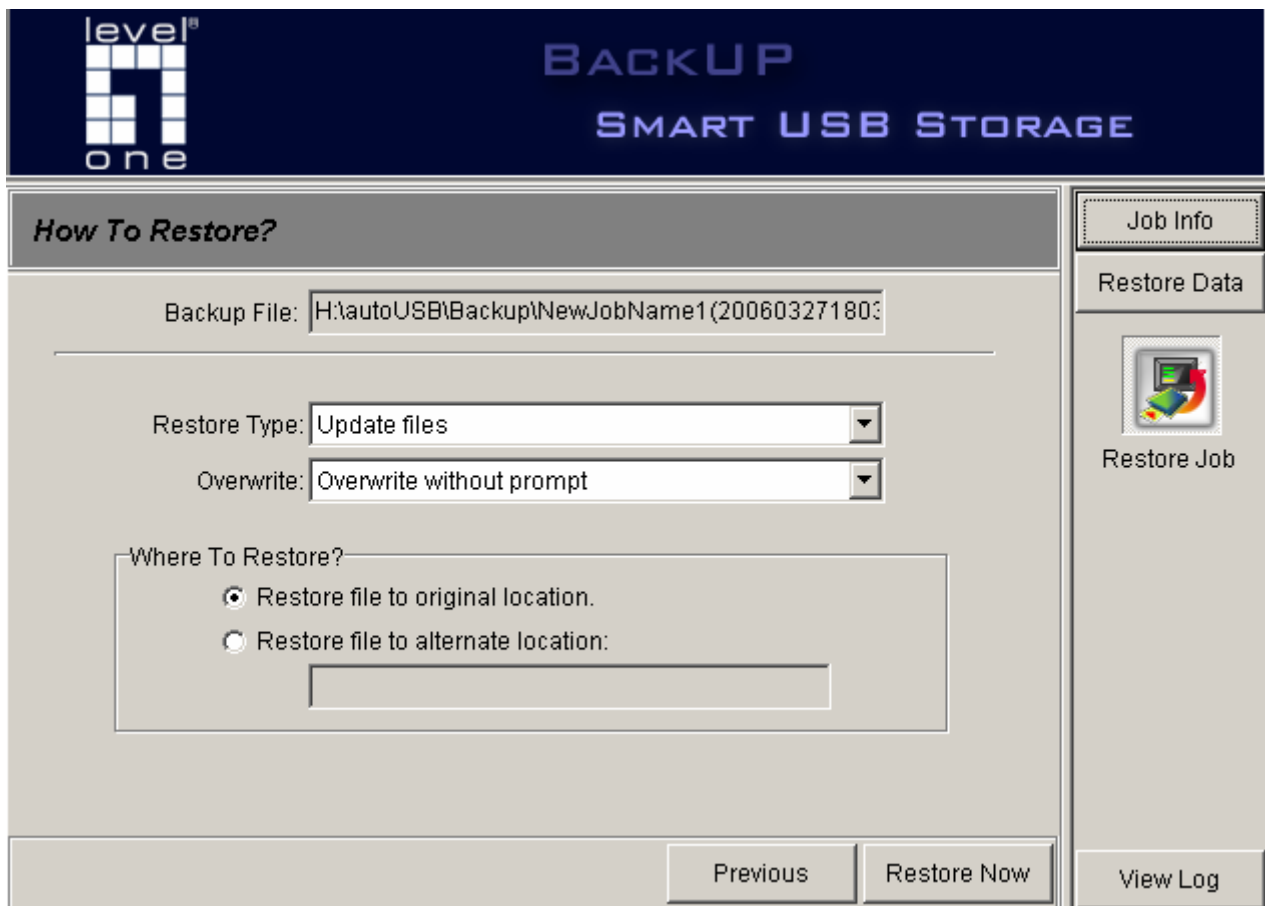 level®
one
BACKUP
SMART USB STORAGE
How To Restore?
Backup File: H:\autoUSB\Backup\NewJobName1(200603271803
Restore Type: Update files
Overwrite: Overwrite without prompt
Where To Restore?
Restore file to original location.
Restore file to alternate location:
Previous
Restore Now
Job Info
Restore Data
Restore Job
View Log